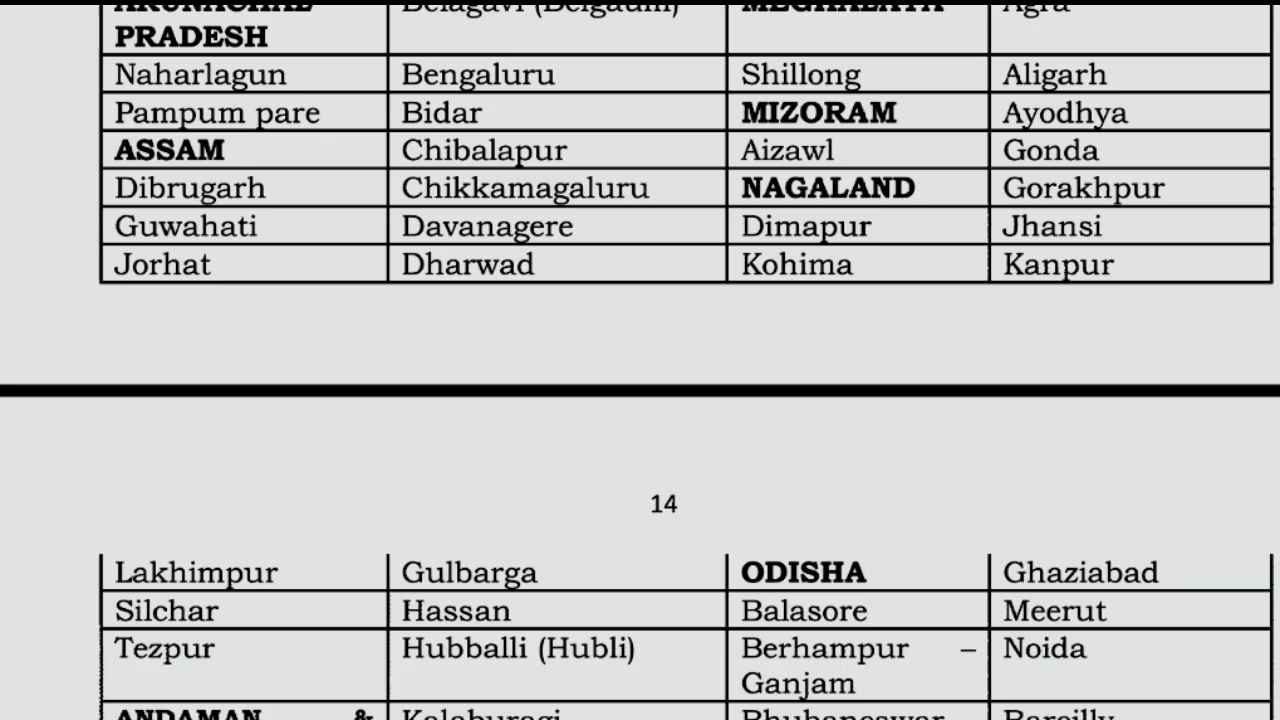 ARUNACHAL Belagavi (Belgaum) MEGHALAYA Agra
PRADESH
Naharlagun Bengaluru Shillong Aligarh
Pampum pare Bidar MIZORAM Ayodhya
ASSAM Chibalapur Aizawl Gonda
Dibrugarh Chikkamagaluru NAGALAND Gorakhpur
Guwahati Davanagere Dimapur Jhansi
Jorhat Dharwad Kohima Kanpur
14
Lakhimpur Gulbarga ODISHA Ghaziabad
Silchar Hassan Balasore Meerut
Tezpur Hubballi (Hubli) Berhampur – Noida
Ganjam
ANDAMAN & Kalaburagi Bhubaneswar Bareilly